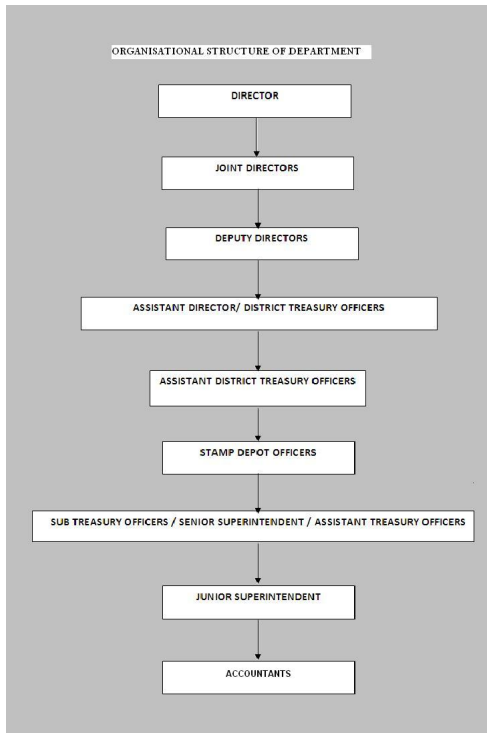 ORGANISATIONAL STRUCTURE OF DEPARTMENT
DIRECTOR
JOINT DIRECTORS
DEPUTY DIRECTORS
ASSISTANT DIRECTOR/ DISTRICT TREASURY OFFICERS
ASSISTANT DISTRICT TREASURY OFFICERS
STAMP DEPOT OFFICERS
SUB TREASURY OFFICERS / SENIOR SUPERINTENDENT / ASSISTANT TREASURY OFFICERS
JUNIOR SUPERINTENDENT
ACCOUNTANTS